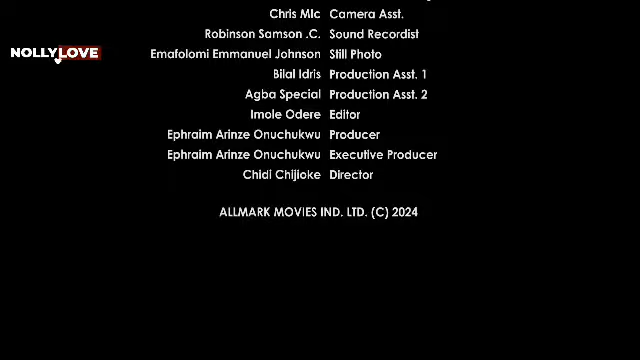 Chris Mlc Camera Asst.
Robinson Samson .C. Sound Recordist
NOLLYLOVE
Emafolomi Emmanuel Johnson Still Photo
Bilal Idris Production Asst. 1
Agba Special Production Asst. 2
Imole Odere Editor
Ephraim Arinze Onuchukwu Producer
Ephraim Arinze Onuchukwu Executive Producer
Chidi Chijioke Director
ALLMARK MOVIES IND. LTD. (C) 2024